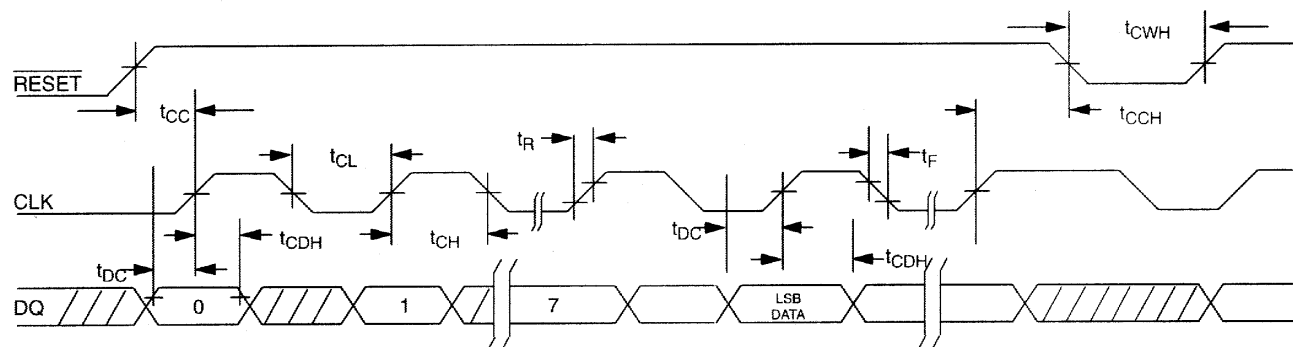 t_CWH
RESET
t_CC
t_CCH
t_R
t_CL
t_F
CLK
t_CDH
t_CH
t_DC
t_CDH
t_DC
DQ
0
1
7
LSB
DATA